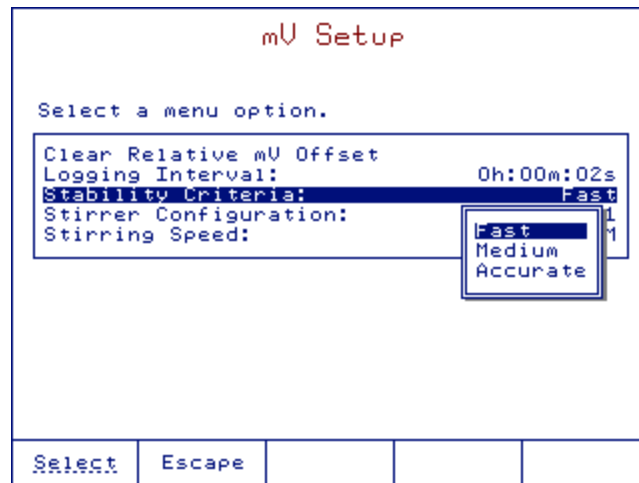 mV Setup
Select a menu option.
Clear Relative mV Offset
Logging Interval: 0h:00m:02s
Stability Criteria: Fast
Stirrer Configuration: 1
Stirring Speed: M
Fast
Medium
Accurate
Select Escape